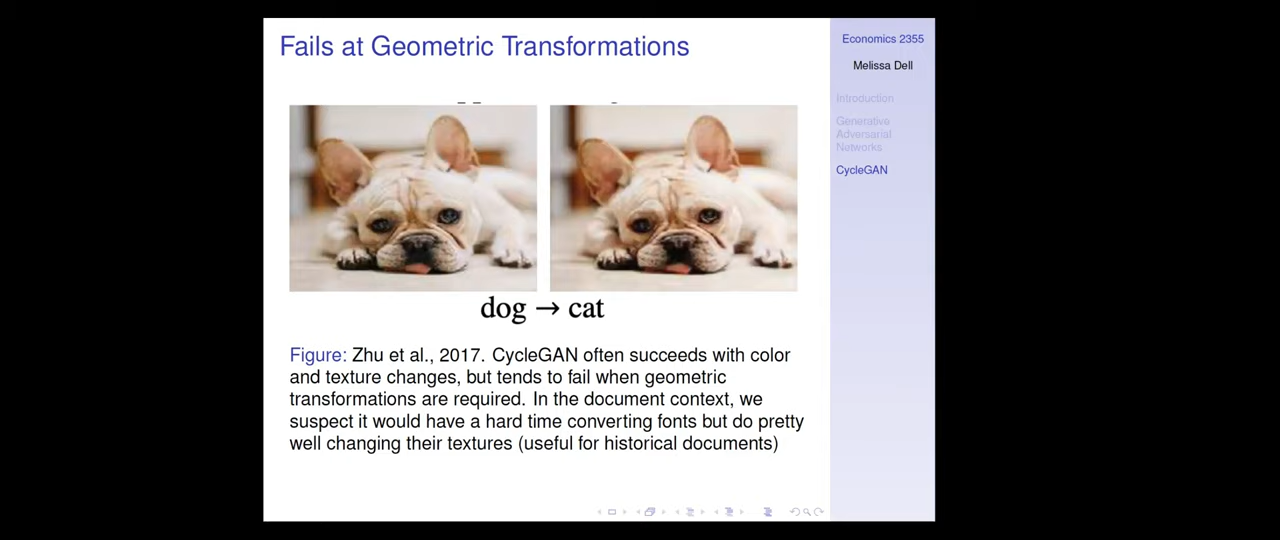 Fails at Geometric Transformations
dog → cat
Figure: Zhu et al., 2017. CycleGAN often succeeds with color
and texture changes, but tends to fail when geometric
transformations are required. In the document context, we
suspect it would have a hard time converting fonts but do pretty
well changing their textures (useful for historical documents)
Economics 2355
Melissa Dell
Introduction
Generative
Adversarial
Networks
CycleGAN